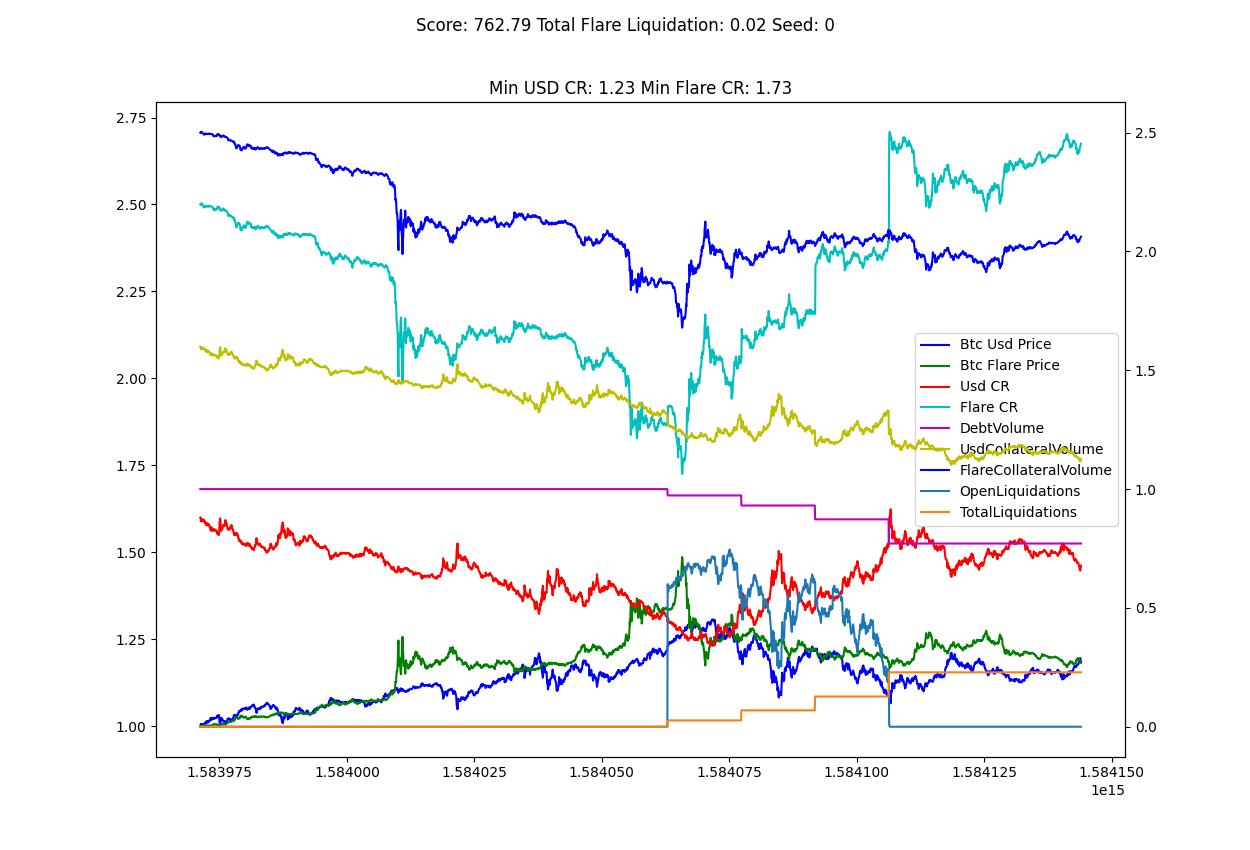 Score: 762.79 Total Flare Liquidation: 0.02 Seed: 0
Min USD CR: 1.23 Min Flare CR: 1.73
2.75
2.50
2.25
2.00
1.75
1.50
1.25
1.00
2.5
2.0
1.5
1.0
0.5
0.0
Btc Usd Price
Btc Flare Price
Usd CR
Flare CR
DebtVolume
UsdCollateralVolume
FlareCollateralVolume
OpenLiquidations
TotalLiquidations
1.583975 1.584000 1.584025 1.584050 1.584075 1.584100 1.584125 1.584150
1e15